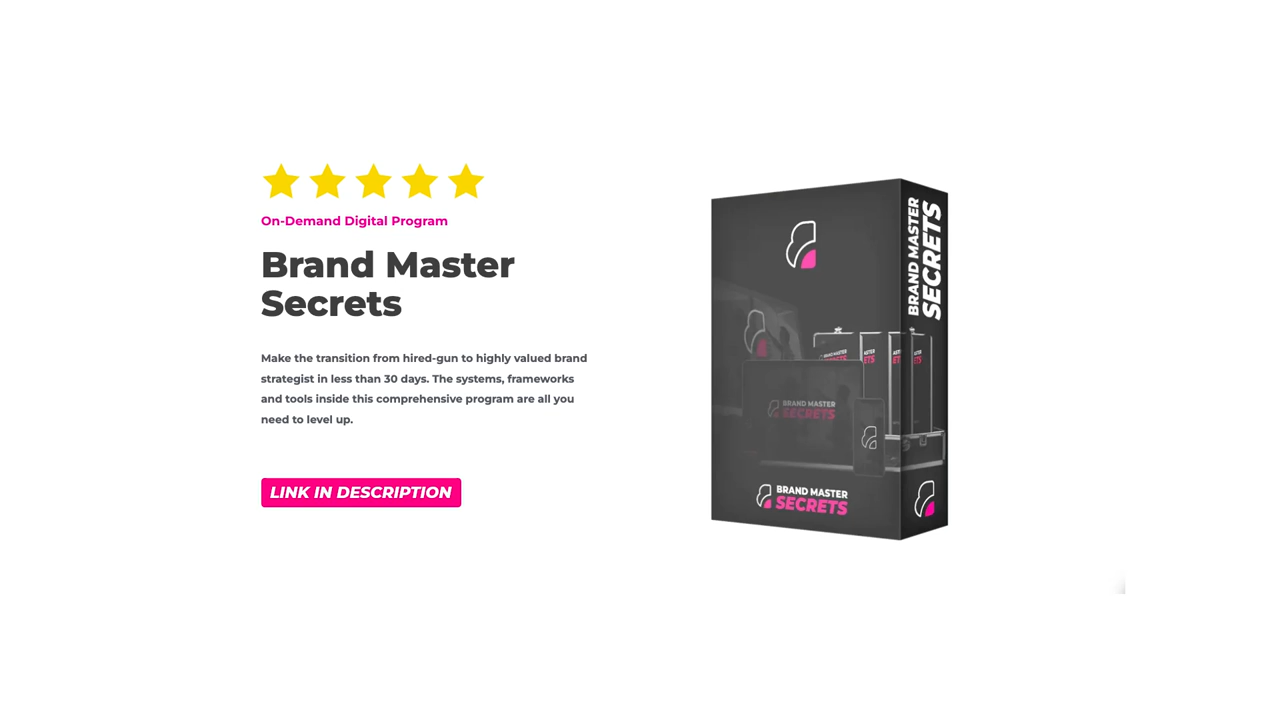 On-Demand Digital Program
Brand Master
Secrets
Make the transition from hired-gun to highly valued brand
strategist in less than 30 days. The systems, frameworks
and tools inside this comprehensive program are all you
need to level up.
LINK IN DESCRIPTION
BRAND MASTER
SECRETS
BRAND MASTER
SECRETS
BRAND MASTER
SECRETS